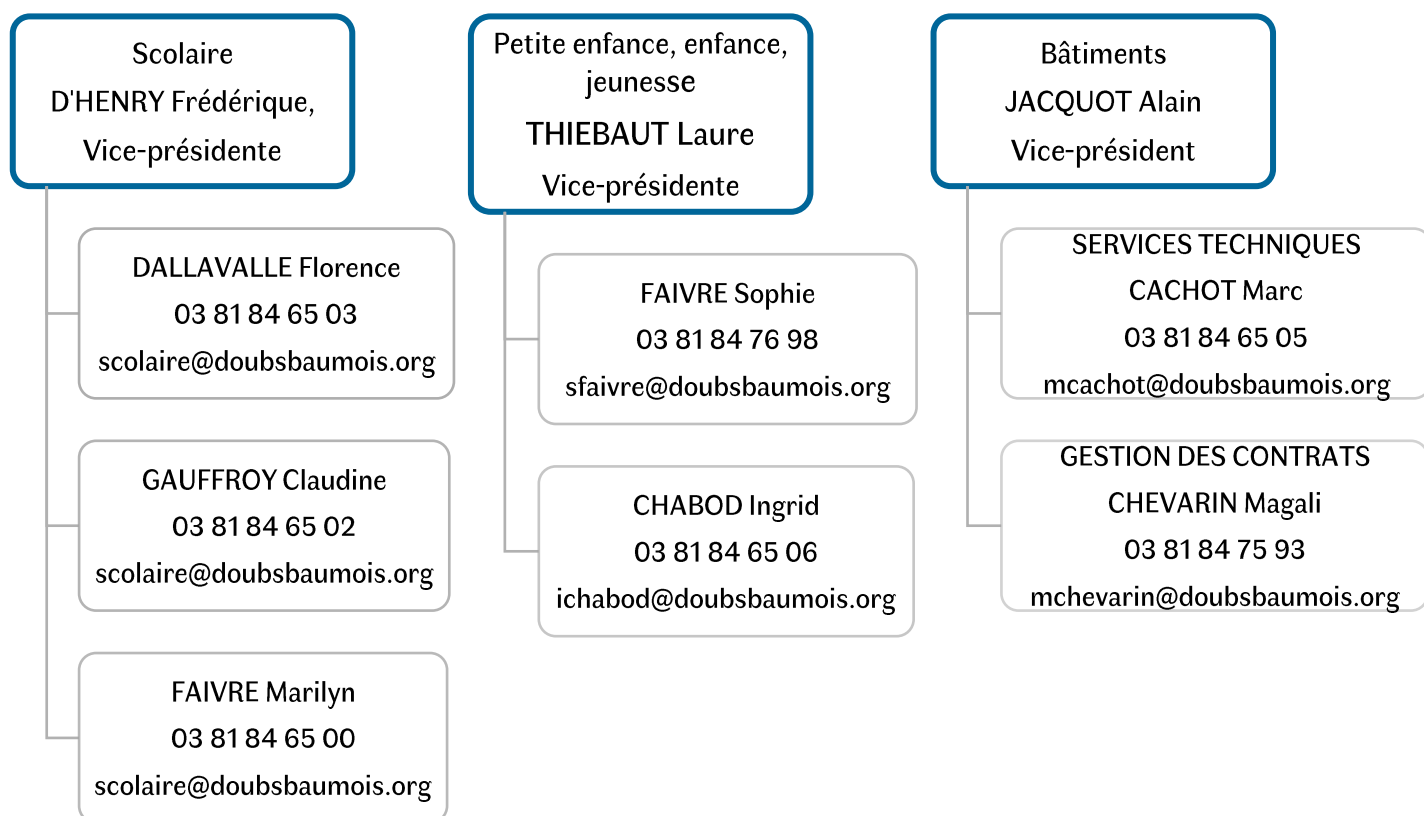 Scolaire
D'HENRY Frédérique,
Vice-présidente
DALLAVALLE Florence
03 81 84 65 03
scolaire@doubsbaumois.org
GAUFFROY Claudine
03 81 84 65 02
scolaire@doubsbaumois.org
FAIVRE Marilyn
03 81 84 65 00
scolaire@doubsbaumois.org
Petite enfance, enfance,
jeunesse
THIEBAUT Laure
Vice-présidente
FAIVRE Sophie
03 81 84 76 98
sfaivre@doubsbaumois.org
CHABOD Ingrid
03 81 84 65 06
ichabod@doubsbaumois.org
Bâtiments
JACQUOT Alain
Vice-président
SERVICES TECHNIQUES
CACHOT Marc
03 81 84 65 05
mcachot@doubsbaumois.org
GESTION DES CONTRATS
CHEVARIN Magali
03 81 84 75 93
mchevarin@doubsbaumois.org